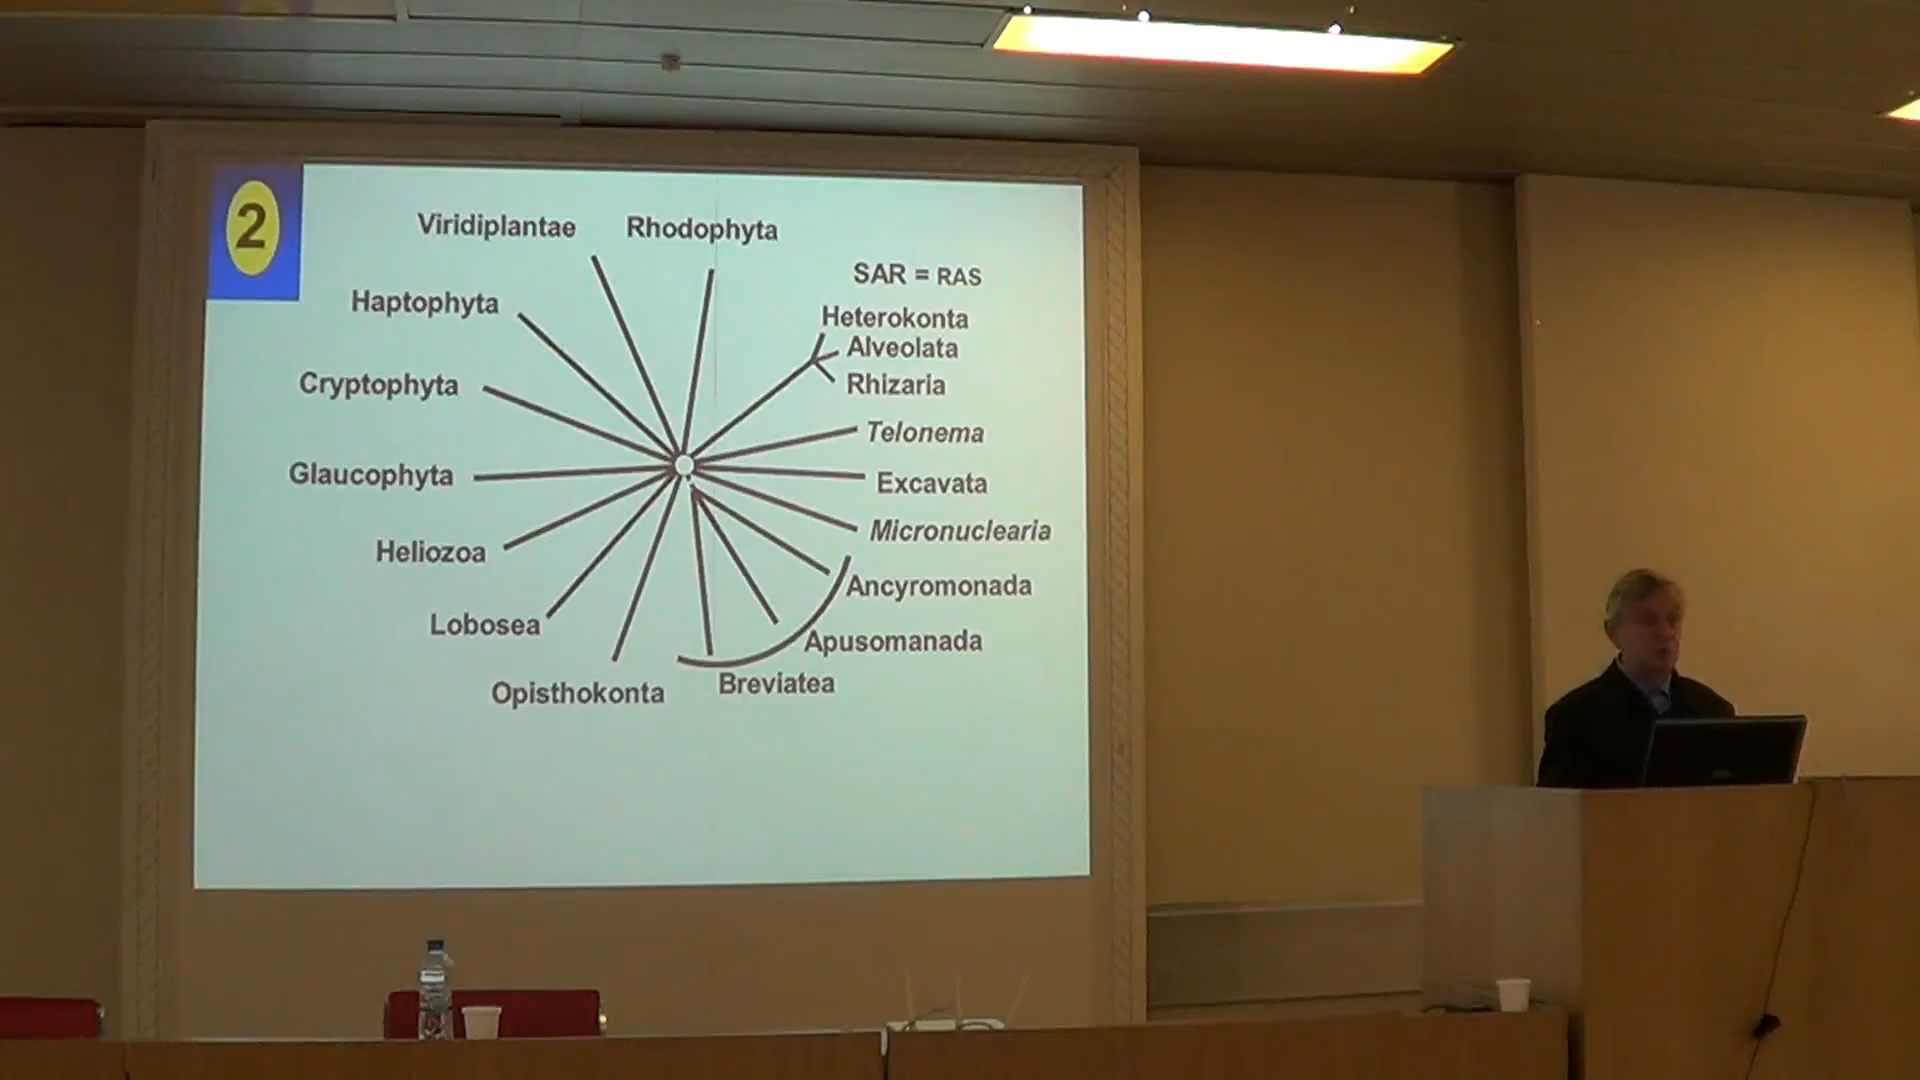 2
Viridiplantae
Rhodophyta
SAR = RAS
Haptophyta
Heterokonta
Alveolata
Cryptophyta
Rhizaria
Telonema
Glaucophyta
Excavata
Micronuclearia
Heliozoa
Ancyromonada
Lobosea
Apusomanada
Opisthokonta
Breviatea